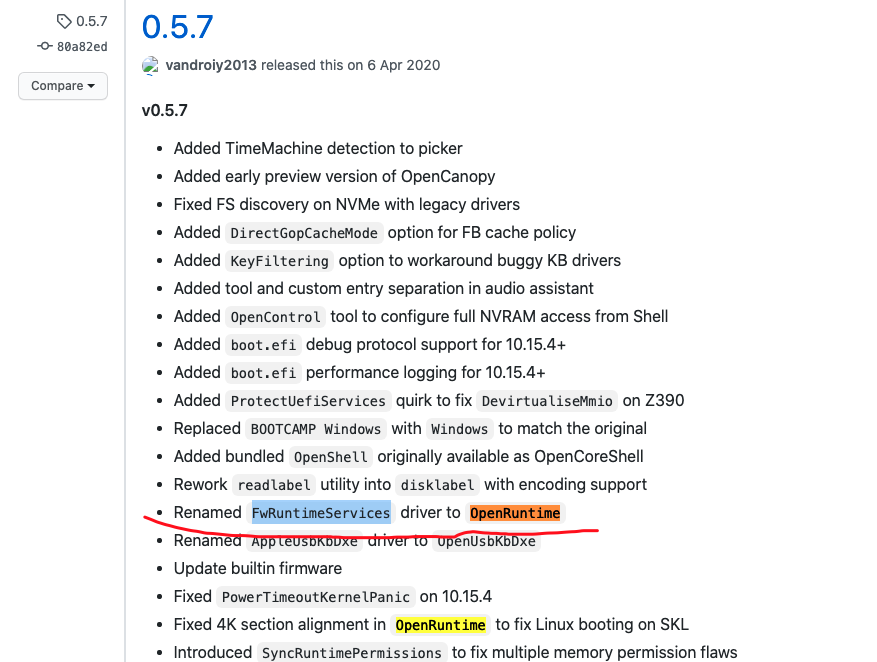 0.5.7
80a82ed
Compare
0.5.7
vandroiy2013 released this on 6 Apr 2020
v0.5.7
Added TimeMachine detection to picker
Added early preview version of OpenCanopy
Fixed FS discovery on NVMe with legacy drivers
Added DirectGopCacheMode option for FB cache policy
Added KeyFiltering option to workaround buggy KB drivers
Added tool and custom entry separation in audio assistant
Added OpenControl tool to configure full NVRAM access from Shell
Added boot.efi debug protocol support for 10.15.4+
Added boot.efi performance logging for 10.15.4+
Added ProtectUefiServices quirk to fix DevirtualiseMmio on Z390
Replaced BOOTCAMP Windows with Windows to match the original
Added bundled OpenShell originally available as OpenCoreShell
Rework readlabel utility into disklabel with encoding support
Renamed FwRuntimeServices driver to OpenRuntime
Renamed AppleUsbKbDxe driver to OpenUsbKbDxe
Update builtin firmware
Fixed PowerTimeoutKernelPanic on 10.15.4
Fixed 4K section alignment in OpenRuntime to fix Linux booting on SKL
Introduced SyncRuntimePermissions to fix multiple memory permission flaws